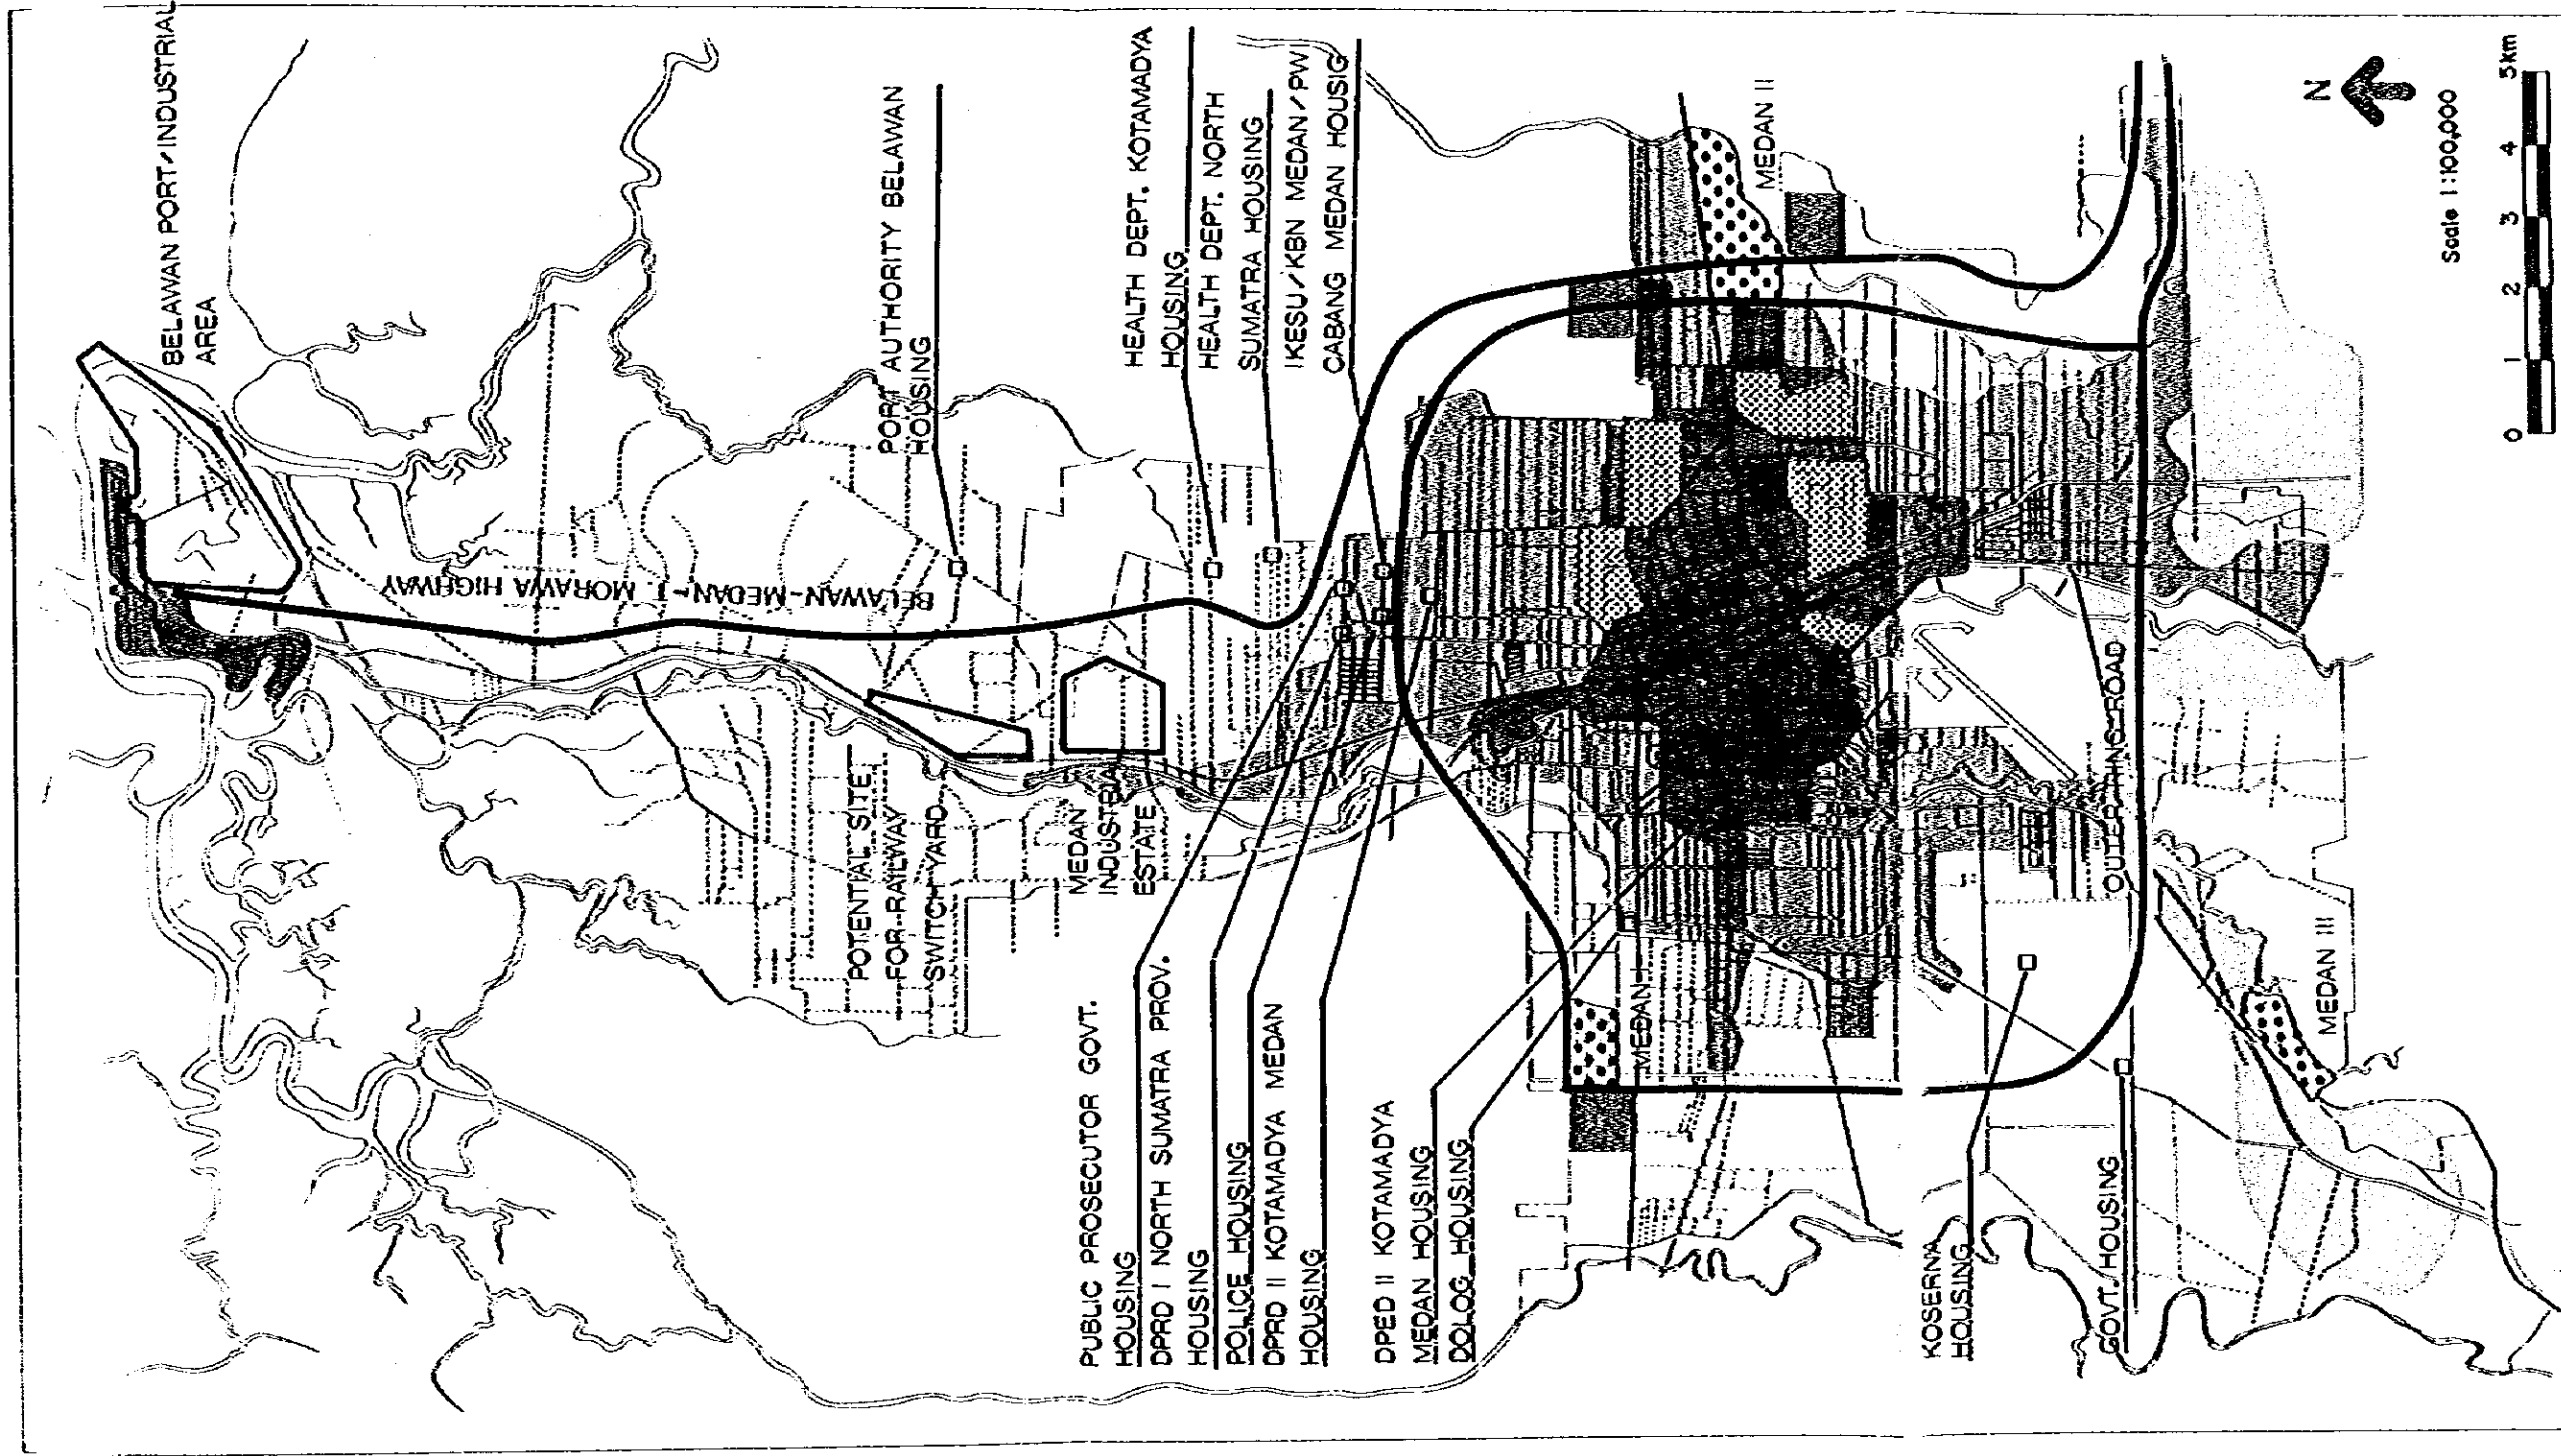 BELAWAN PORT/INDUSTRIAL
AREA
PORT AUTHORITY BELAWAN
HOUSING
HEALTH DEPT. KOTAMADYA
HOUSING
HEALTH DEPT. NORTH
SUMATRA HOUSING
IKESU/KBN MEDAN/PWI
CABANG MEDAN HOUSIG
MEDAN II
BELAWAN-MEDAN-T. MORAWA HIGHWAY
POTENTIAL SITE
FOR RAILWAY
SWITCH YARD
MEDAN
INDUSTRIAL
ESTATE
PUBLIC PROSECUTOR GOVT.
HOUSING
DPRD I NORTH SUMATRA PROV.
HOUSING
POLICE HOUSING
DPRD II KOTAMADYA MEDAN
HOUSING
DPED II KOTAMADYA
MEDAN HOUSING
DOLOG HOUSING
MEDAN I
KOSERNA
HOUSING
GOVT. HOUSING
OUTER RING ROAD
MEDAN III
N
Scale 1:100,000
0 1 2 3 4 5km